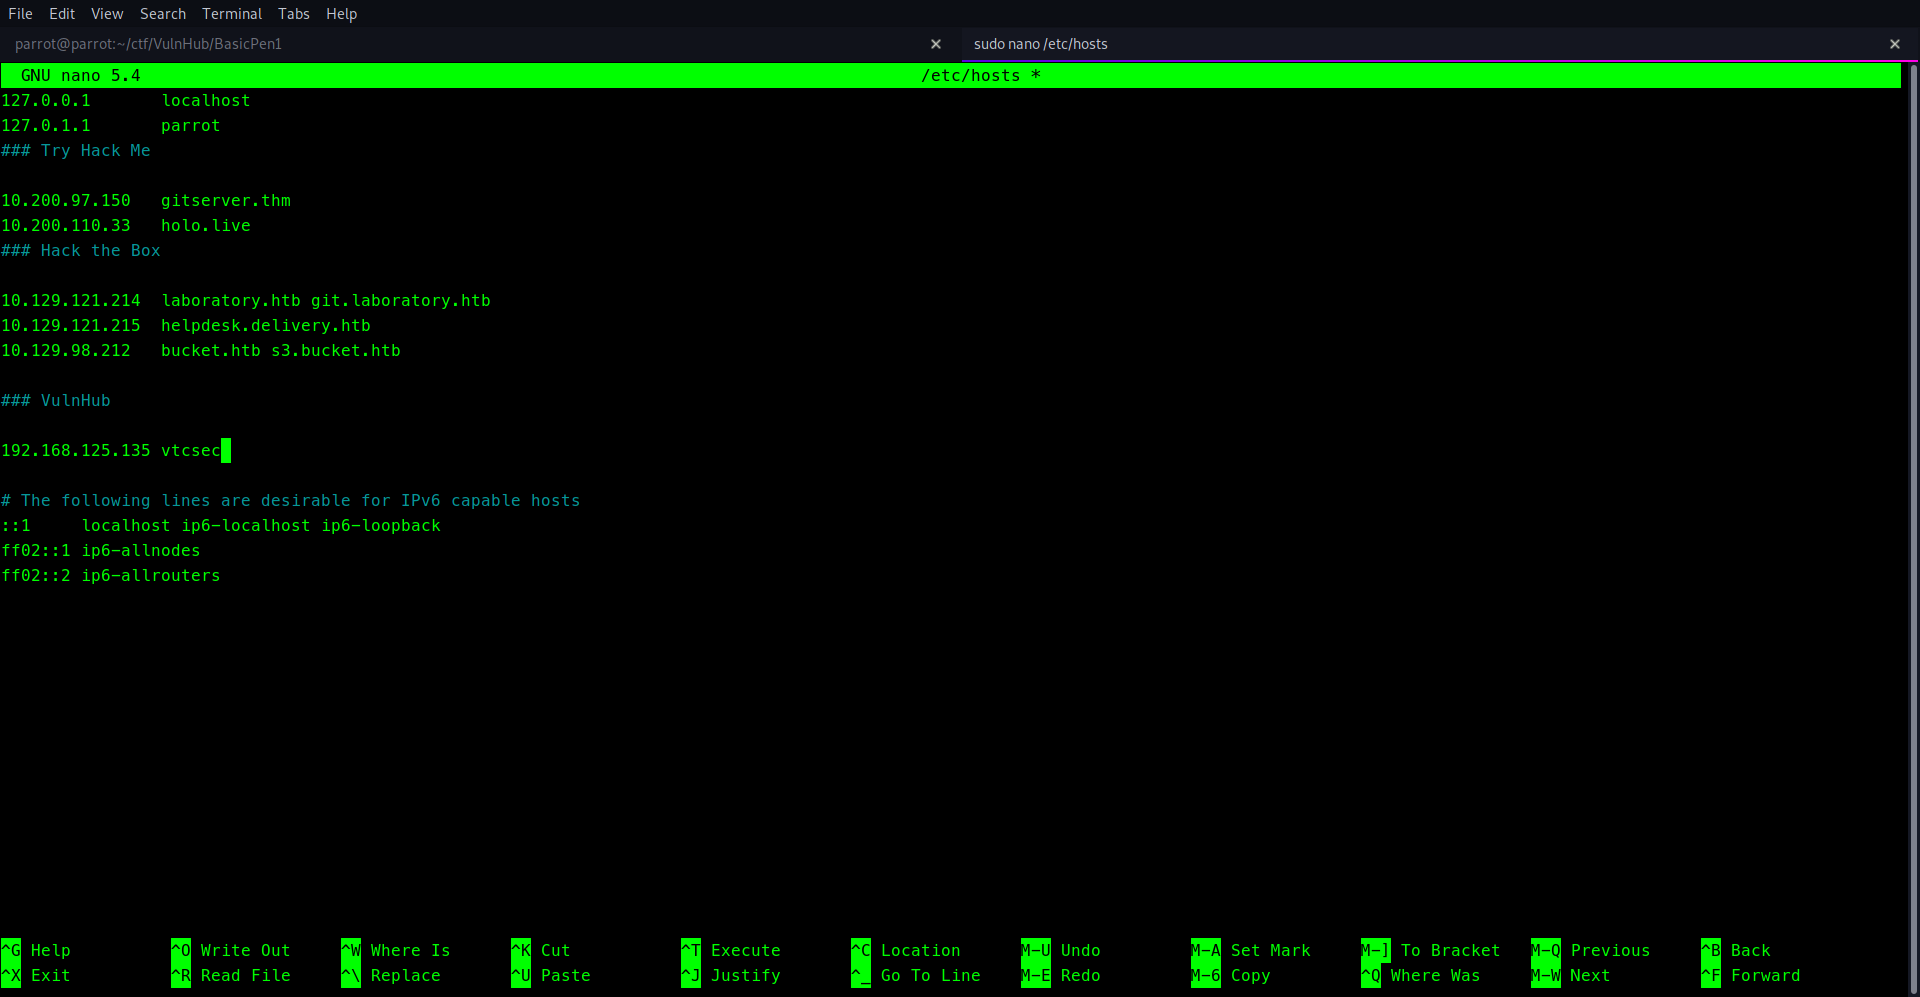 File Edit View Search Terminal Tabs Help
parrot@parrot:~/ctf/VulnHub/BasicPen1 × sudo nano /etc/hosts ×
GNU nano 5.4 /etc/hosts *
127.0.0.1 localhost
127.0.1.1 parrot
### Try Hack Me
10.200.97.150 gitserver.thm
10.200.110.33 holo.live
### Hack the Box
10.129.121.214 laboratory.htb git.laboratory.htb
10.129.121.215 helpdesk.delivery.htb
10.129.98.212 bucket.htb s3.bucket.htb
### VulnHub
192.168.125.135 vtcsec
# The following lines are desirable for IPv6 capable hosts
::1 localhost ip6-localhost ip6-loopback
ff02::1 ip6-allnodes
ff02::2 ip6-allrouters
^G Help ^O Write Out ^W Where Is ^K Cut ^T Execute ^C Location M-U Undo M-A Set Mark M-] To Bracket M-Q Previous ^B Back
^X Exit ^R Read File ^\ Replace ^U Paste ^J Justify ^_ Go To Line M-E Redo M-6 Copy ^Q Where Was M-W Next ^F Forward